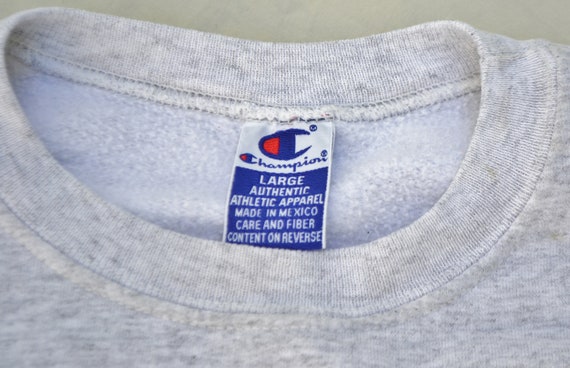 Champion®
LARGE
AUTHENTIC
ATHLETIC APPAREL
MADE IN MEXICO
CARE AND FIBER
CONTENT ON REVERSE